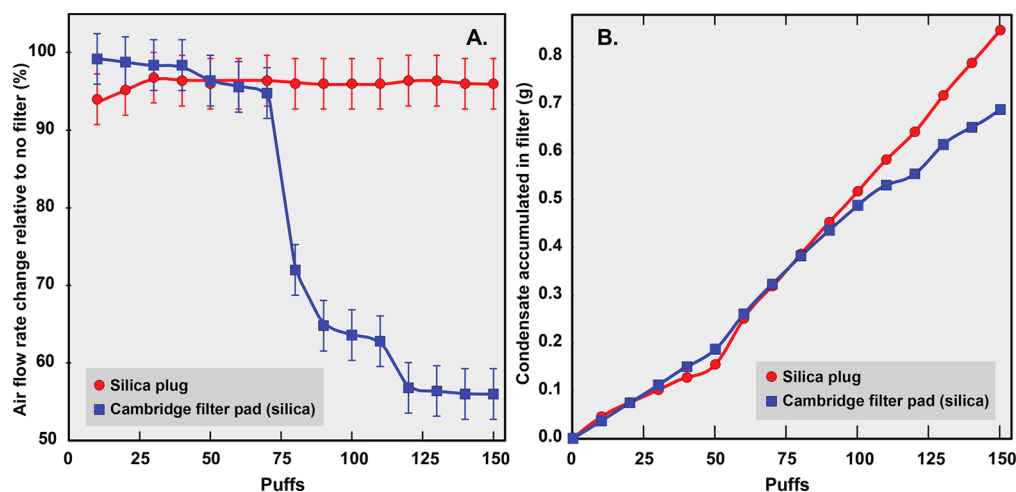 A.
Air flow rate change relative to no filter (%)
100
90
80
70
60
50
Silica plug
Cambridge filter pad (silica)
0
25
50
75
100
125
150
Puffs
B.
Condensate accumulated in filter (g)
0.8
0.7
0.6
0.5
0.4
0.3
0.2
0.1
0.0
Silica plug
Cambridge filter pad (silica)
0
25
50
75
100
125
150
Puffs